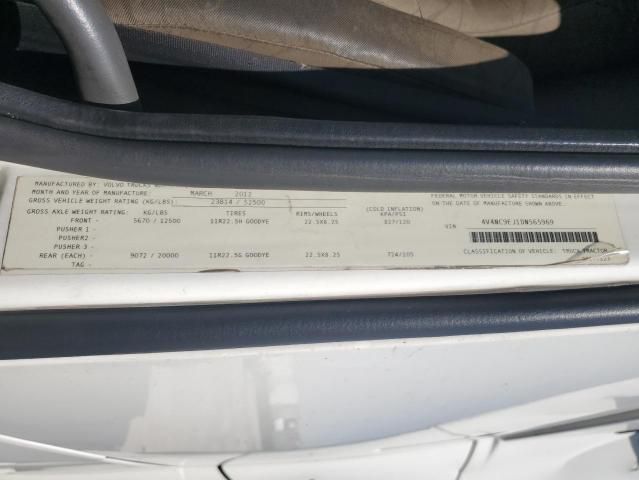 MANUFACTURED BY: VOLVO TRUCKS
MONTH AND YEAR OF MANUFACTURE: MARCH 2012
GROSS VEHICLE WEIGHT RATING (KG/LBS): 23814 / 52500
GROSS AXLE WEIGHT RATING: KG/LBS TIRES RIMS/WHEELS (COLD INFLATION) KPA/PSI
FRONT - 5670 / 12500 11R22.5H GOODYE 22.5X8.25 827/120
PUSHER 1 -
PUSHER2 -
PUSHER 3 -
REAR (EACH) - 9072 / 20000 11R22.5G GOODYE 22.5X8.25 724/105
TAG -
FEDERAL MOTOR VEHICLE SAFETY STANDARDS IN EFFECT
ON THE DATE OF MANUFACTURE SHOWN ABOVE.
VIN 4V4NC9EJ1DN565969
CLASSIFICATION OF VEHICLE: TRUCK TRACTOR